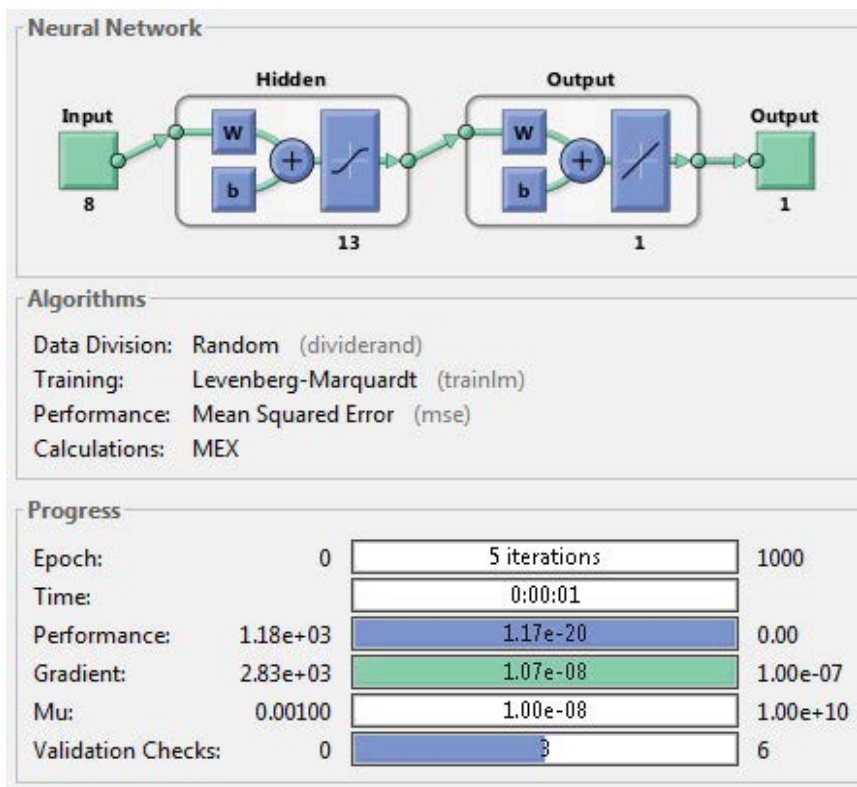 Neural Network
Hidden Output
Input W + W + Output
b b
8 13 1 1
Algorithms
Data Division: Random (dividerand)
Training: Levenberg-Marquardt (trainlm)
Performance: Mean Squared Error (mse)
Calculations: MEX
Progress
Epoch: 0 5 iterations 1000
Time: 0:00:01
Performance: 1.18e+03 1.17e-20 0.00
Gradient: 2.83e+03 1.07e-08 1.00e-07
Mu: 0.00100 1.00e-08 1.00e+10
Validation Checks: 0 3 6